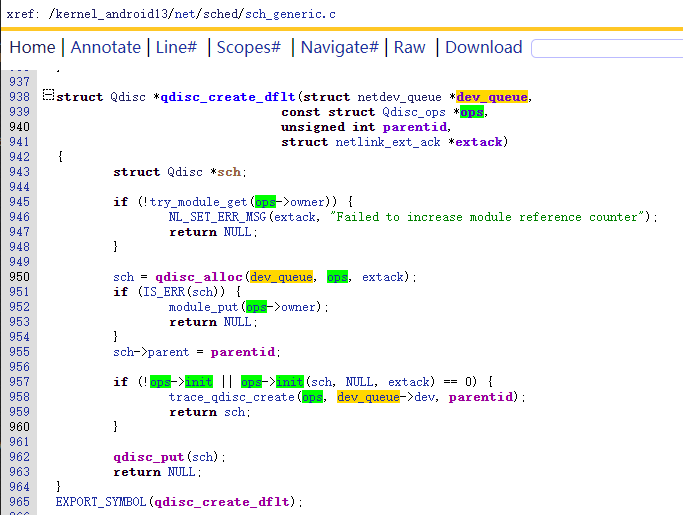 xref: /kernel_android13/net/sched/sch_generic.c
Home | Annotate | Line# | Scopes# | Navigate# | Raw | Download
937
938 struct Qdisc *qdisc_create_dflt(struct netdev_queue *dev_queue,
939 const struct Qdisc_ops *ops,
940 unsigned int parentid,
941 struct netlink_ext_ack *extack)
942 {
943 struct Qdisc *sch;
944
945 if (!try_module_get(ops->owner)) {
946 NL_SET_ERR_MSG(extack, "Failed to increase module reference counter");
947 return NULL;
948 }
949
950 sch = qdisc_alloc(dev_queue, ops, extack);
951 if (IS_ERR(sch)) {
952 module_put(ops->owner);
953 return NULL;
954 }
955 sch->parent = parentid;
956
957 if (!ops->init || ops->init(sch, NULL, extack) == 0) {
958 trace_qdisc_create(ops, dev_queue->dev, parentid);
959 return sch;
960 }
961
962 qdisc_put(sch);
963 return NULL;
964 }
965 EXPORT_SYMBOL(qdisc_create_dflt);